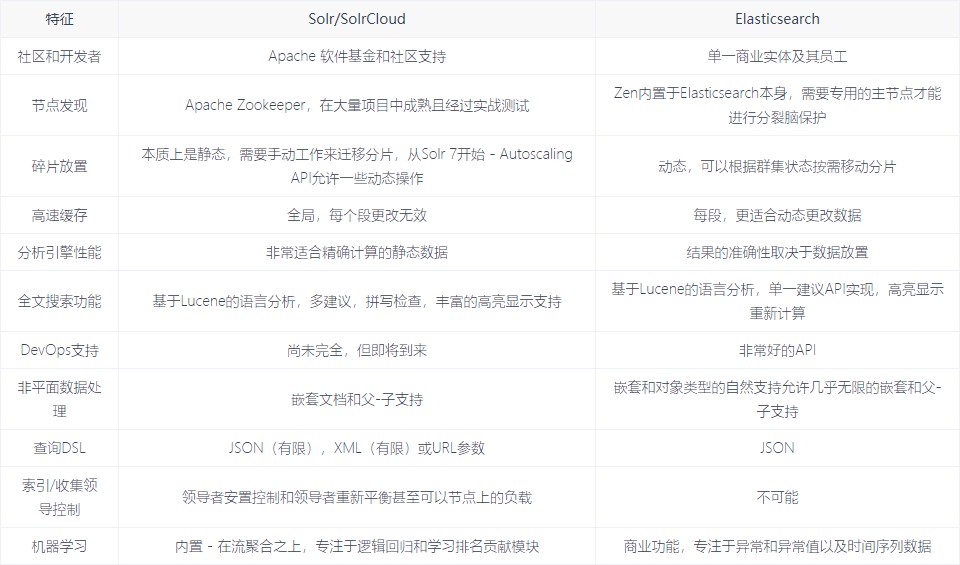 特征
Solr/SolrCloud
Elasticsearch
社区和开发者
Apache 软件基金和社区支持
单一商业实体及其员工
节点发现
Apache Zookeeper，在大量项目中成熟且经过实战测试
Zen内置于Elasticsearch本身，需要专用的主节点才能
进行分裂脑保护
碎片放置
本质上是静态，需要手动工作来迁移分片，从Solr 7开始 - Autoscaling
API允许一些动态操作
动态，可以根据群集状态按需移动分片
高速缓存
全局，每个段更改无效
每段，更适合动态更改数据
分析引擎性能
非常适合精确计算的静态数据
结果的准确性取决于数据放置
全文搜索功能
基于Lucene的语言分析，多建议，拼写检查，丰富的高亮显示支持
基于Lucene的语言分析，单一建议API实现，高亮显示
重新计算
DevOps支持
尚未完全，但即将到来
非常好的API
非平面数据处
理
嵌套文档和父-子支持
嵌套和对象类型的自然支持允许几乎无限的嵌套和父-
子支持
查询DSL
JSON（有限），XML（有限）或URL参数
JSON
索引/收集领
导控制
领导者安置控制和领导者重新平衡甚至可以节点上的负载
不可能
机器学习
内置 - 在流聚合之上，专注于逻辑回归和学习排名贡献模块
商业功能，专注于异常和异常值以及时间序列数据